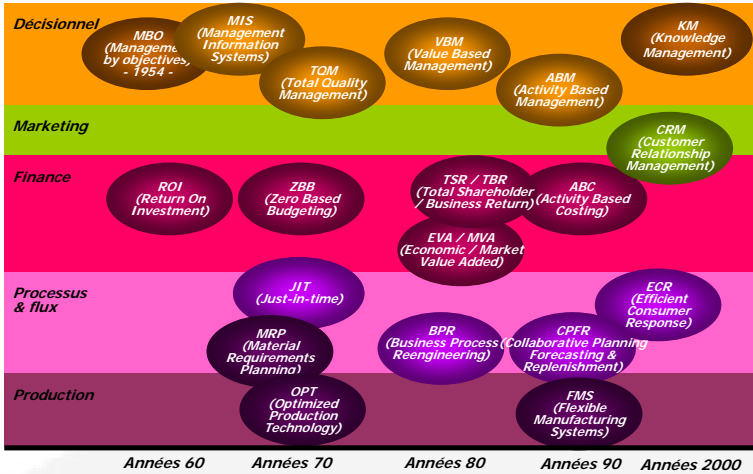 Décisionnel
MBO
(Management
by objectives)
- 1954 -
MIS
(Management
Information
Systems)
TQM
(Total Quality
Management)
VBM
(Value Based
Management)
ABM
(Activity Based
Management)
KM
(Knowledge
Management)
Marketing
CRM
(Customer
Relationship
Management)
Finance
ROI
(Return On
Investment)
ZBB
(Zero Based
Budgeting)
TSR / TBR
(Total Shareholder
/ Business Return)
ABC
(Activity Based
Costing)
EVA / MVA
(Economic / Market
Value Added)
Processus
& flux
JIT
(Just-in-time)
MRP
(Material
Requirements
Planning)
BPR
(Business Process
Reengineering)
CPFR
(Collaborative Planning
Forecasting &
Replenishment)
ECR
(Efficient
Consumer
Response)
Production
OPT
(Optimized
Production
Technology)
FMS
(Flexible
Manufacturing
Systems)
Années 60
Années 70
Années 80
Années 90
Années 2000